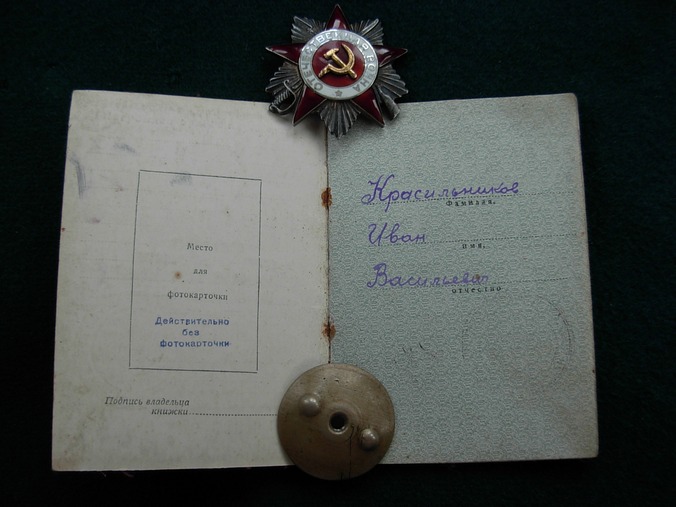 ОТЕЧЕСТВЕННАЯ ВОЙНА
Место
для
фотокарточки
Действительно
без
фотокарточки
Подпись владельца
книжки
Красильников
Фамилия,
Иван
имя,
Васильевич
отчество